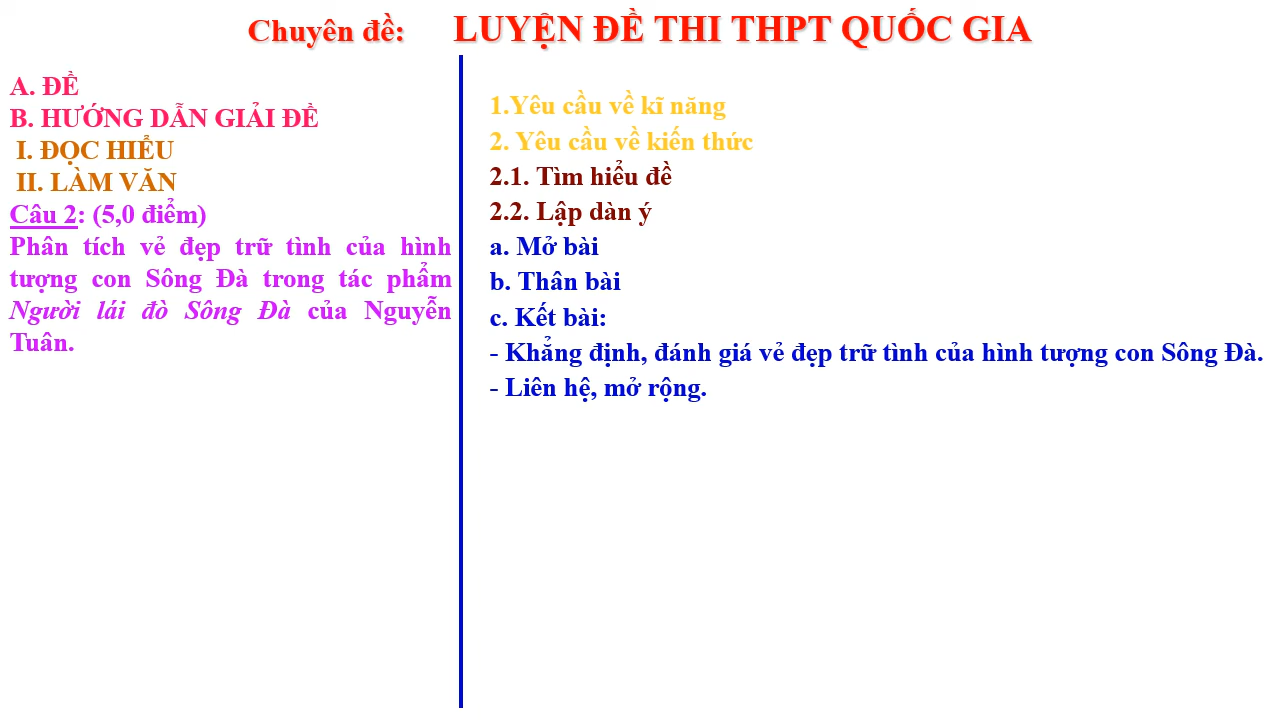 Chuyên đề: LUYỆN ĐỀ THI THPT QUỐC GIA
A. ĐỀ
B. HƯỚNG DẪN GIẢI ĐỀ
I. ĐỌC HIỂU
II. LÀM VĂN
Câu 2: (5,0 điểm)
Phân tích vẻ đẹp trữ tình của hình
tượng con Sông Đà trong tác phẩm
Người lái đò Sông Đà của Nguyễn
Tuân.
1.Yêu cầu về kĩ năng
2. Yêu cầu về kiến thức
2.1. Tìm hiểu đề
2.2. Lập dàn ý
a. Mở bài
b. Thân bài
c. Kết bài:
- Khẳng định, đánh giá vẻ đẹp trữ tình của hình tượng con Sông Đà.
- Liên hệ, mở rộng.